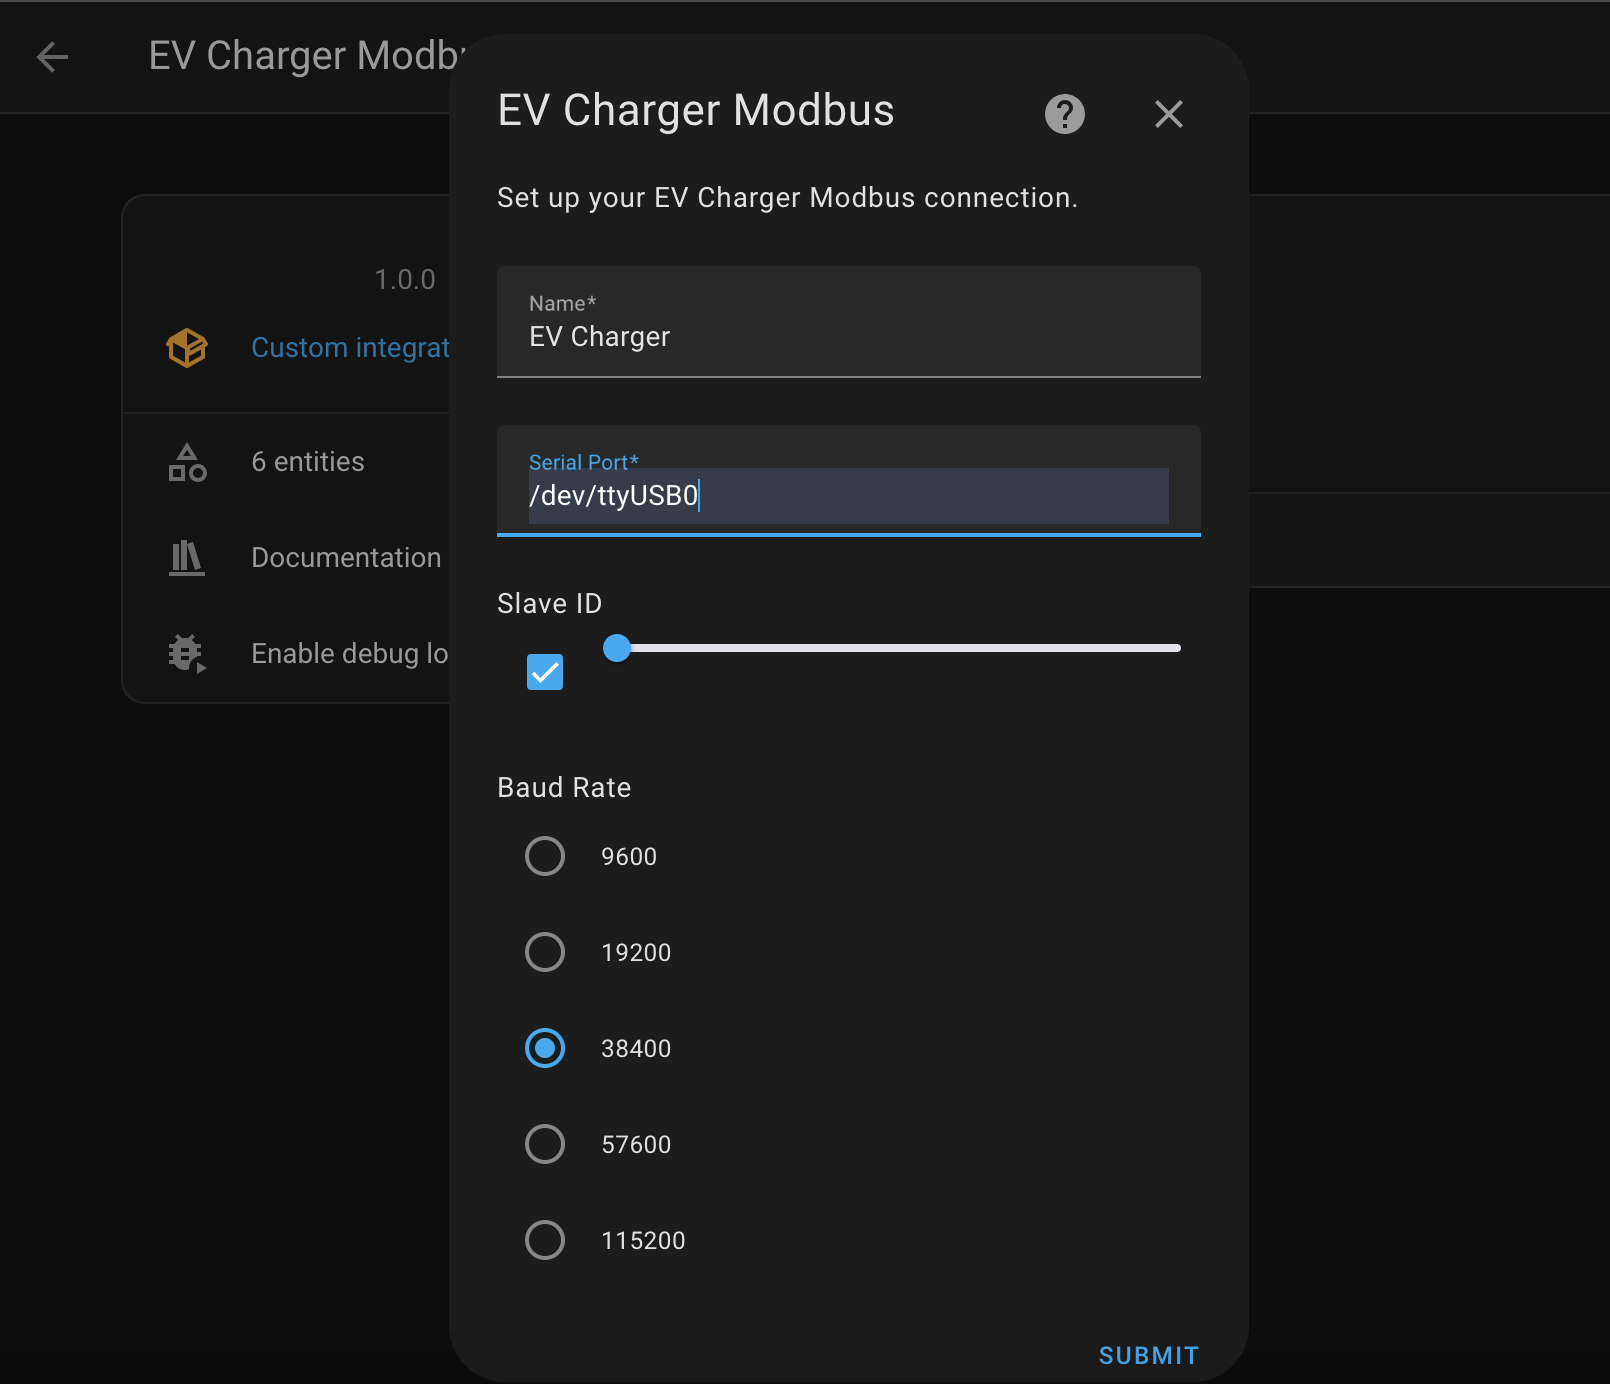 EV Charger Modbu
1.0.0
Custom integrat
6 entities
Documentation
Enable debug lo
EV Charger Modbus
?
Set up your EV Charger Modbus connection.
Name*
EV Charger
Serial Port*
/dev/ttyUSB0
Slave ID
Baud Rate
9600
19200
38400
57600
115200
SUBMIT